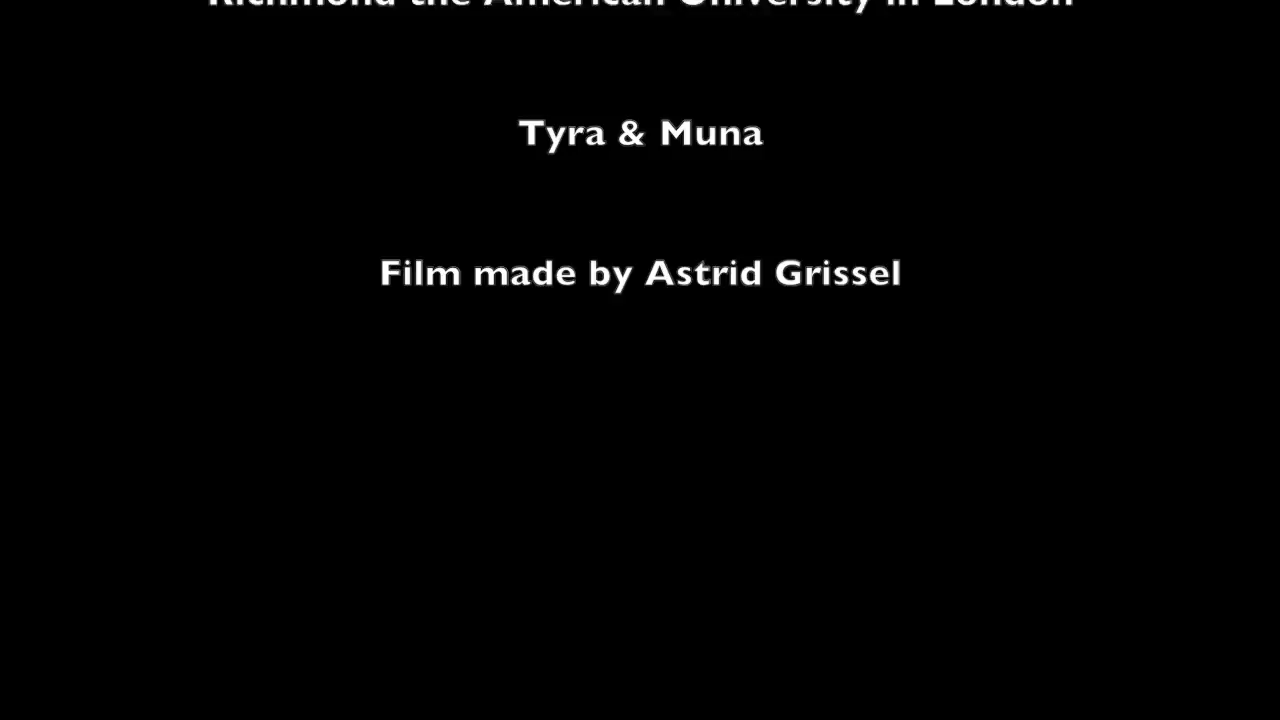 Richmond the American University in London
Tyra & Muna
Film made by Astrid Grissel